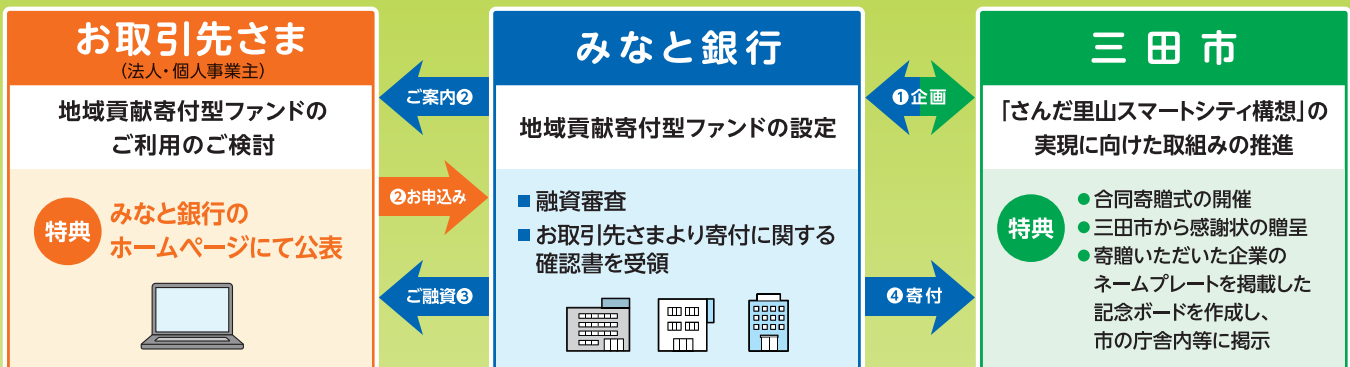 お取引先さま
(法人・個人事業主)
地域貢献寄付型ファンドの
ご利用のご検討
特典
みなと銀行の
ホームページにて公表
ご案内❷
❷お申込み
ご融資❸
みなと銀行
地域貢献寄付型ファンドの設定
■融資審査
■お取引先さまより寄付に関する
確認書を受領
❶企画
❹寄付
三田市
「さんだ里山スマートシティ構想」の
実現に向けた取組みの推進
特典
●合同寄贈式の開催
●三田市から感謝状の贈呈
●寄贈いただいた企業の
ネームプレートを掲載した
記念ボードを作成し、
市の庁舎内等に掲示